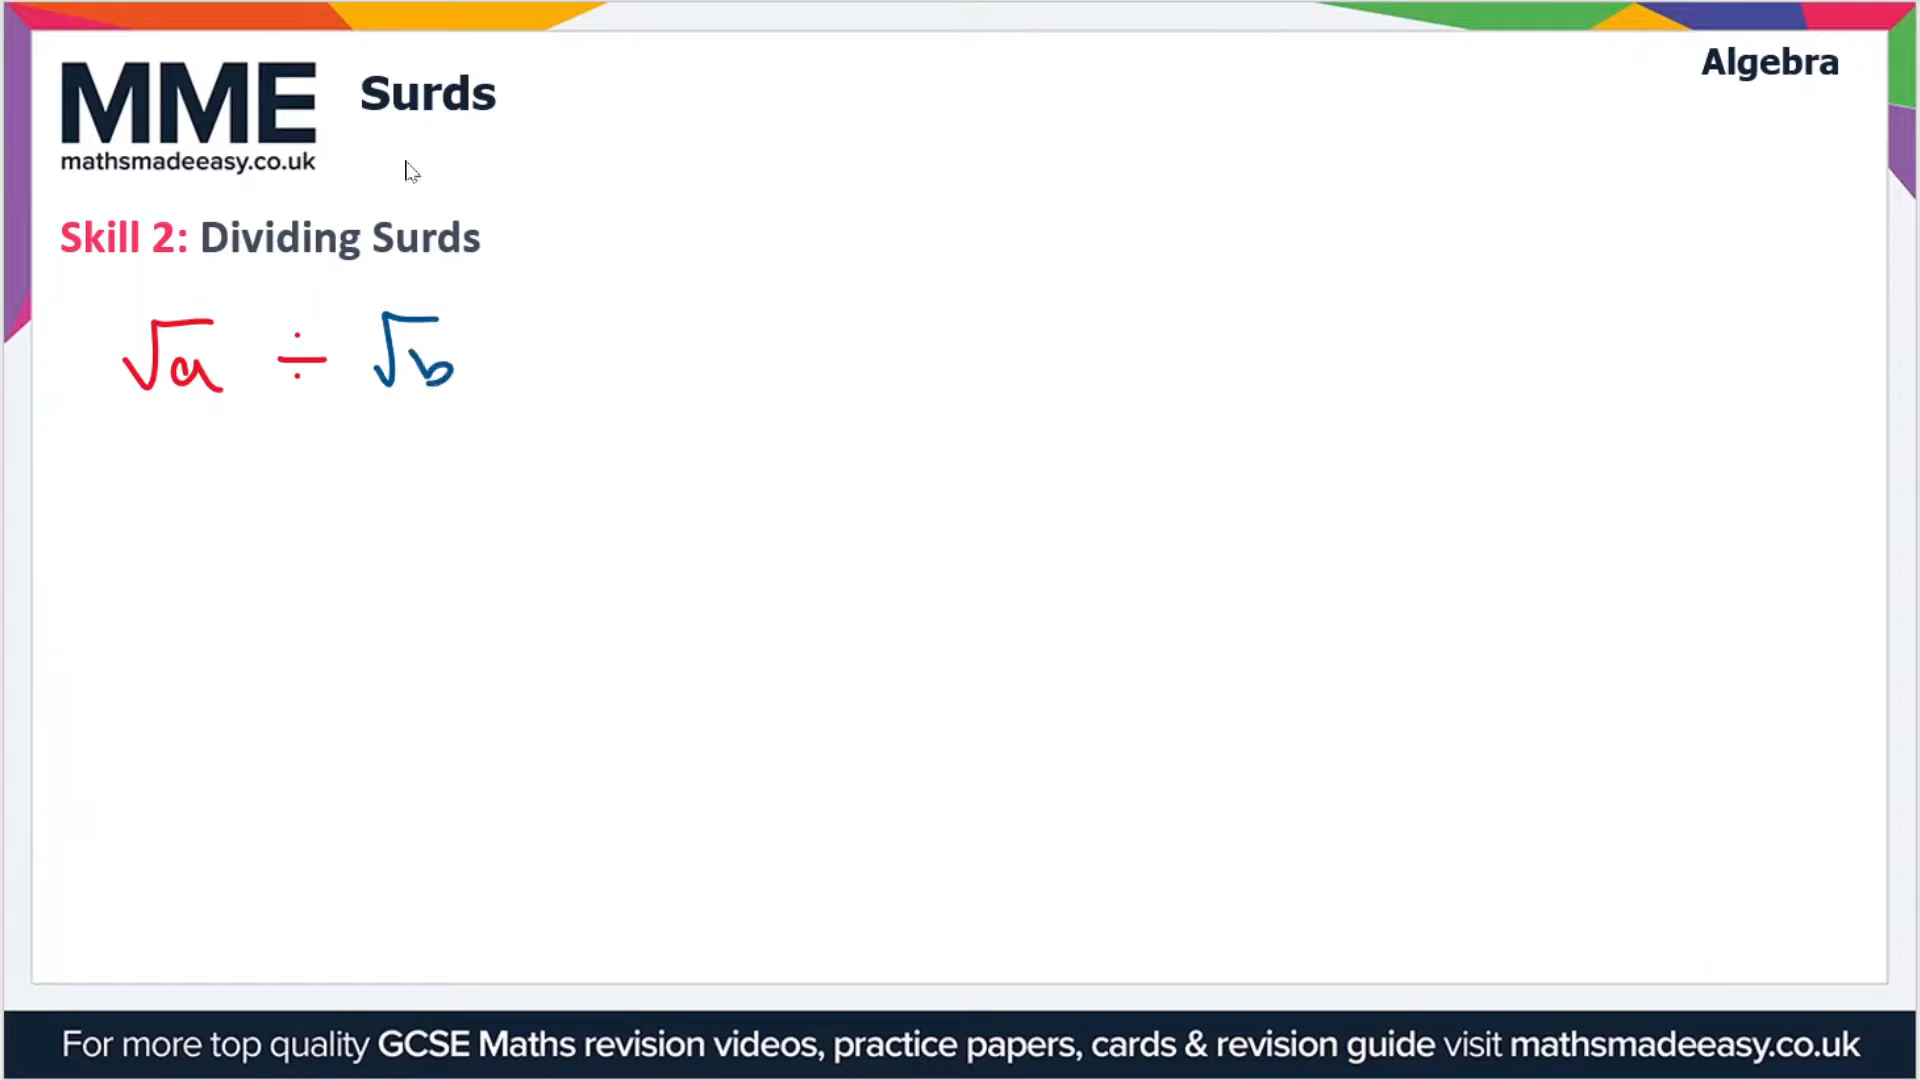 MME
mathsmadeeasy.co.uk
Surds
Algebra
Skill 2: Dividing Surds
√a ÷ √b
For more top quality GCSE Maths revision videos, practice papers, cards & revision guide visit mathsmadeeasy.co.uk